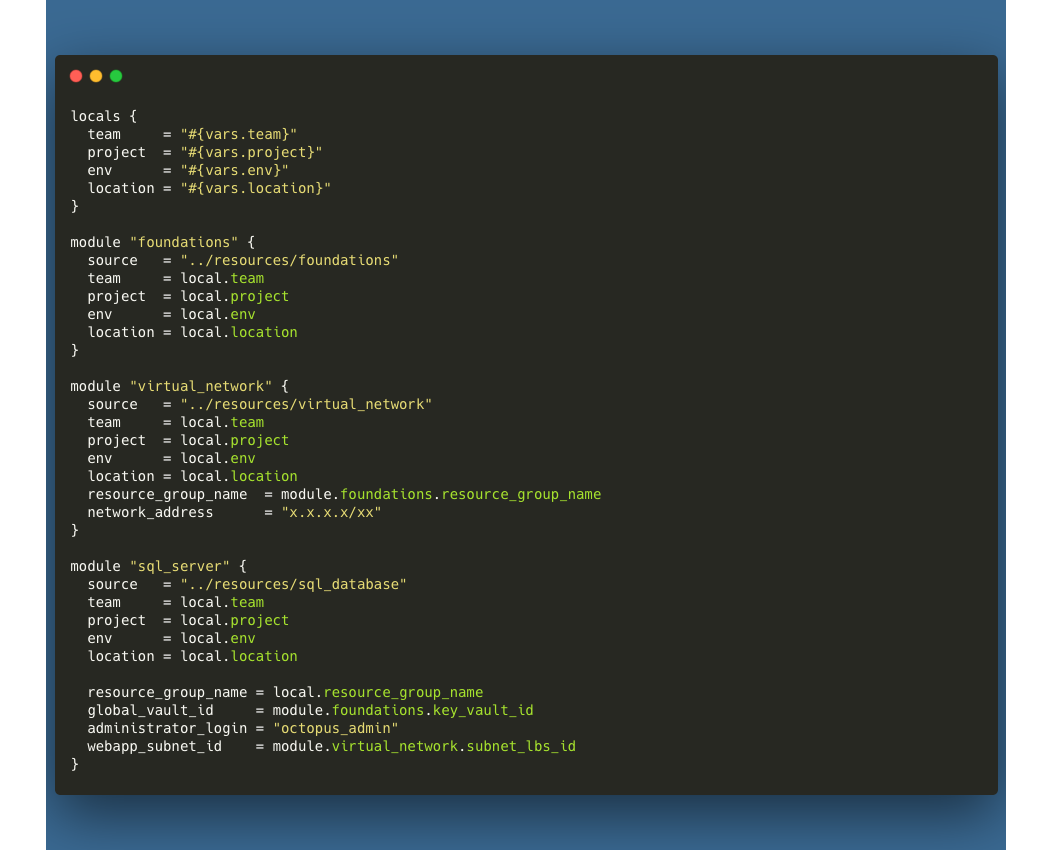 locals {
  team     = "#{vars.team}"
  project  = "#{vars.project}"
  env      = "#{vars.env}"
  location = "#{vars.location}"
}

module "foundations" {
  source   = "../resources/foundations"
  team     = local.team
  project  = local.project
  env      = local.env
  location = local.location
}

module "virtual_network" {
  source   = "../resources/virtual_network"
  team     = local.team
  project  = local.project
  env      = local.env
  location = local.location
  resource_group_name  = module.foundations.resource_group_name
  network_address      = "x.x.x.x/xx"
}

module "sql_server" {
  source   = "../resources/sql_database"
  team     = local.team
  project  = local.project
  env      = local.env
  location = local.location

  resource_group_name = local.resource_group_name
  global_vault_id     = module.foundations.key_vault_id
  administrator_login = "octopus_admin"
  webapp_subnet_id    = module.virtual_network.subnet_lbs_id
}